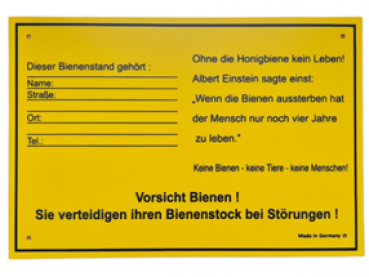 Dieser Bienenstand gehört :
Name:
Straße:
Ort:
Tel.:
Ohne die Honigbiene kein Leben!
Albert Einstein sagte einst:
„Wenn die Bienen aussterben hat
der Mensch nur noch vier Jahre
zu leben.“
Keine Bienen - keine Tiere - keine Menschen!
Vorsicht Bienen !
Sie verteidigen ihren Bienenstock bei Störungen !
Made in Germany